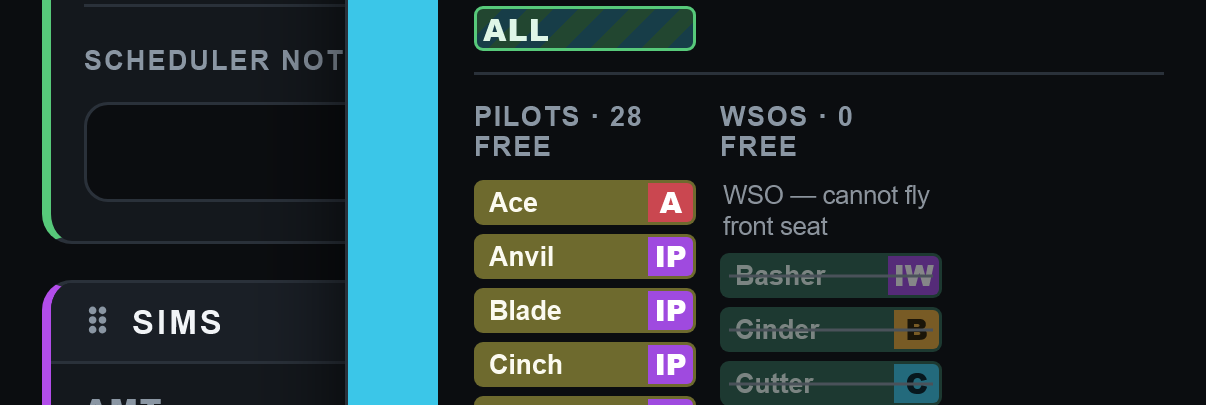 SCHEDULER NOT
SIMS
ALL
PILOTS · 28
FREE
Ace A
Anvil IP
Blade IP
Cinch IP
WSOS · 0
FREE
WSO — cannot fly
front seat
Basher IW
Cinder B
Cutter C